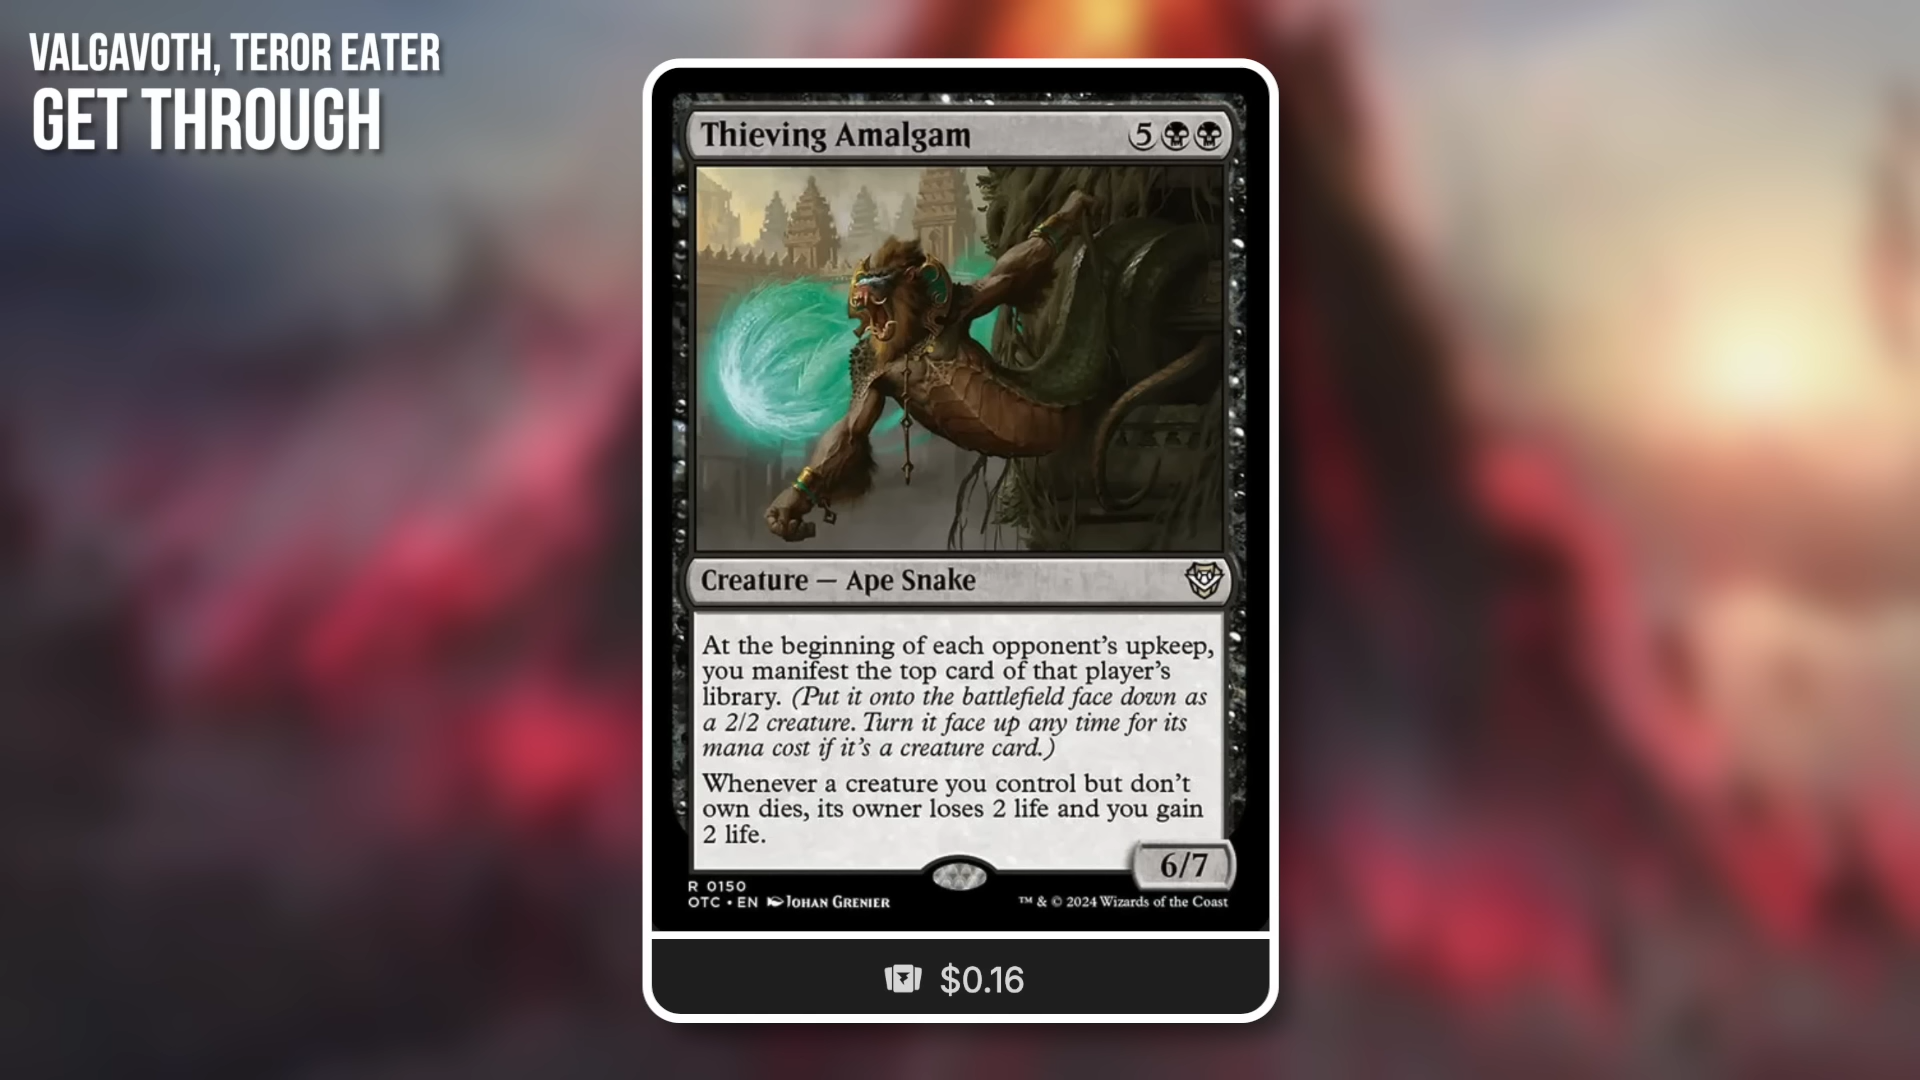 VALGAVOTH, TEROR EATER
GET THROUGH
Thieving Amalgam 5
Creature — Ape Snake
At the beginning of each opponent's upkeep,
you manifest the top card of that player's
library. (Put it onto the battlefield face down as
a 2/2 creature. Turn it face up any time for its
mana cost if it's a creature card.)
Whenever a creature you control but don't
own dies, its owner loses 2 life and you gain
2 life.
6/7
R 0150
OTC • EN Johan Grenier
™ & © 2024 Wizards of the Coast
$0.16